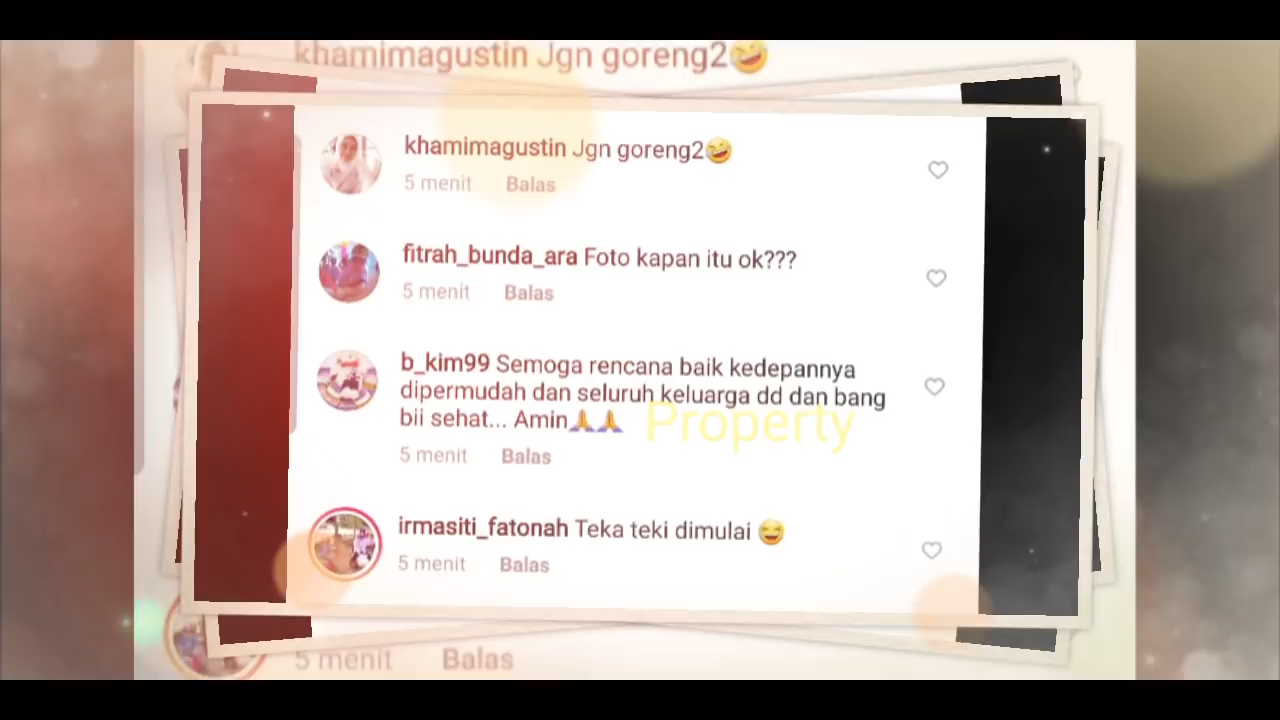 khamimagustin Jgn goreng2🤣
khamimagustin Jgn goreng2🤣
5 menit Balas
fitrah_bunda_ara Foto kapan itu ok???
5 menit Balas
b_kim99 Semoga rencana baik kedepannya
dipermudah dan seluruh keluarga dd dan bang
bii sehat... Amin🙏🙏
Property
5 menit Balas
irmasiti_fatonah Teka teki dimulai 😆
5 menit Balas
5 menit Balas